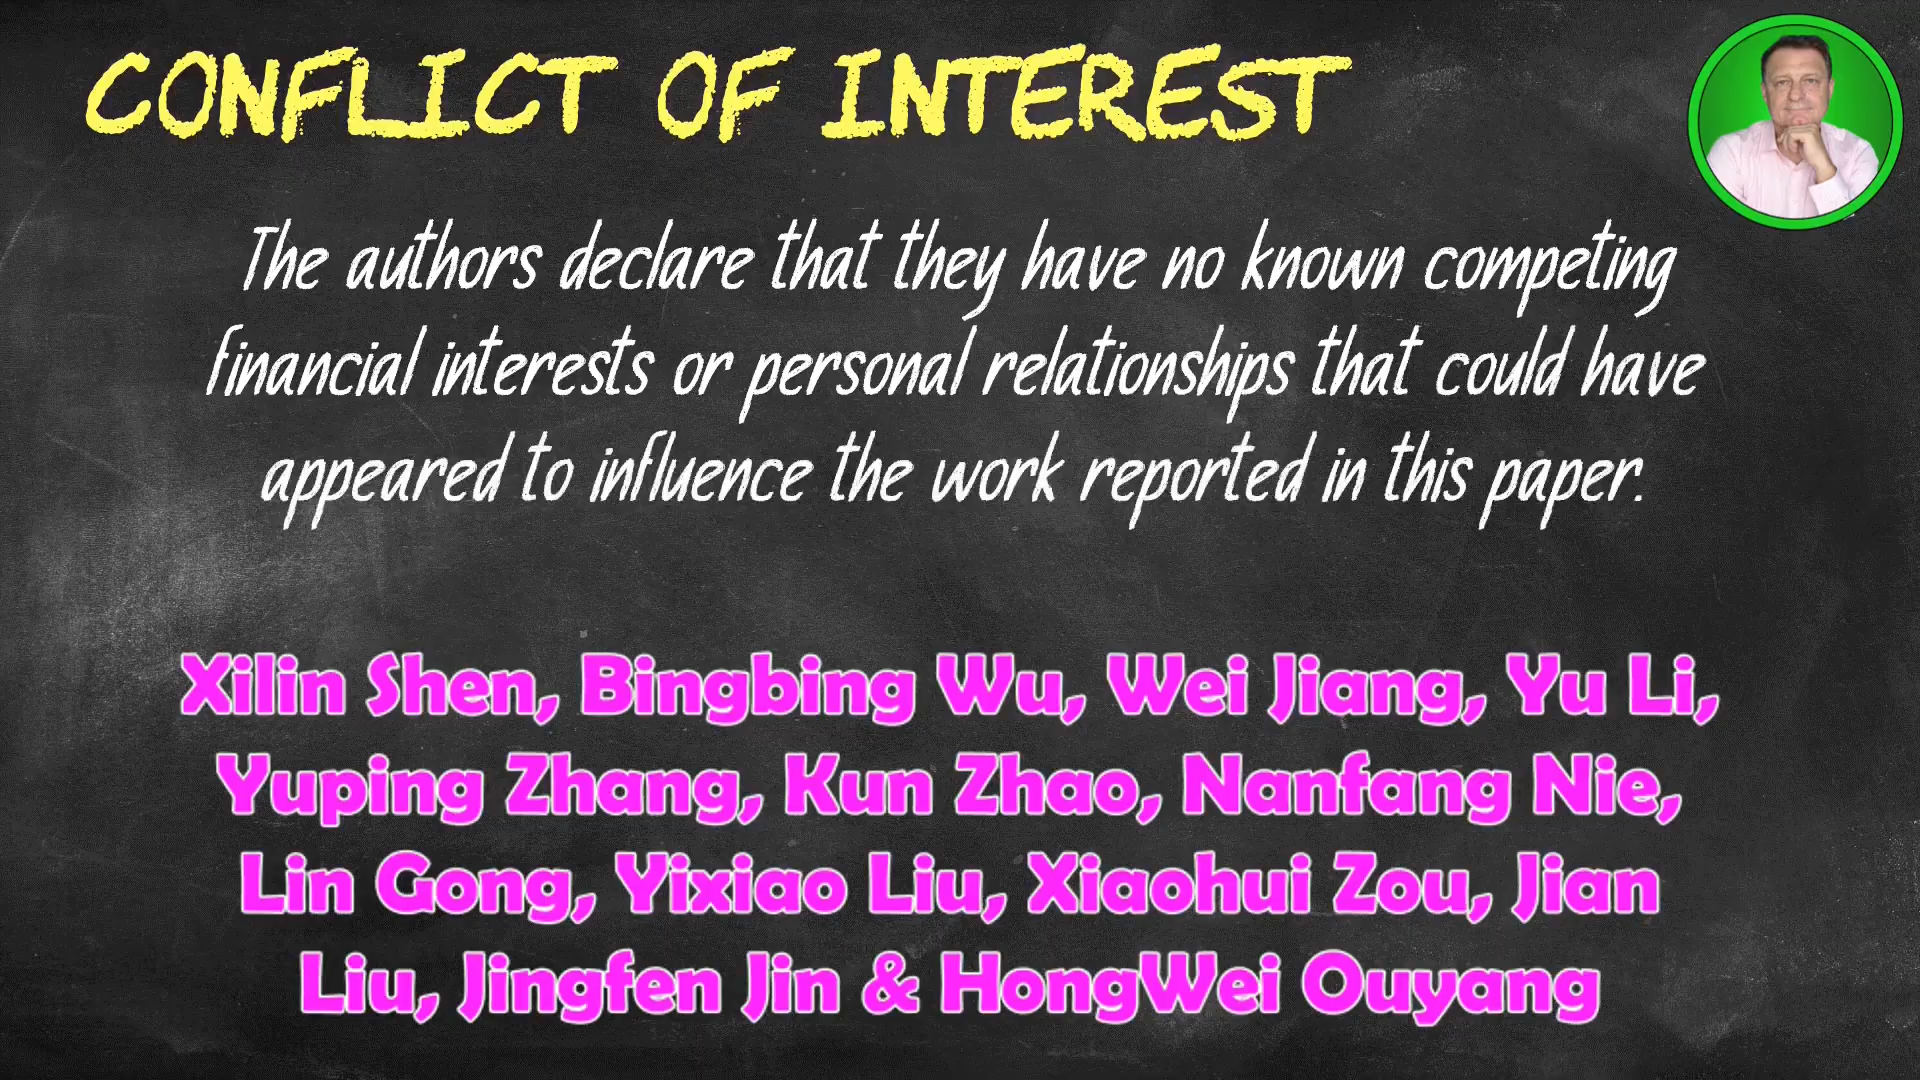 CONFLICT OF INTEREST
The authors declare that they have no known competing
financial interests or personal relationships that could have
appeared to influence the work reported in this paper.
Xilin Shen, Bingbing Wu, Wei Jiang, Yu Li,
Yuping Zhang, Kun Zhao, Nanfang Nie,
Lin Gong, Yixiao Liu, Xiaohui Zou, Jian
Liu, Jingfen Jin & HongWei Ouyang